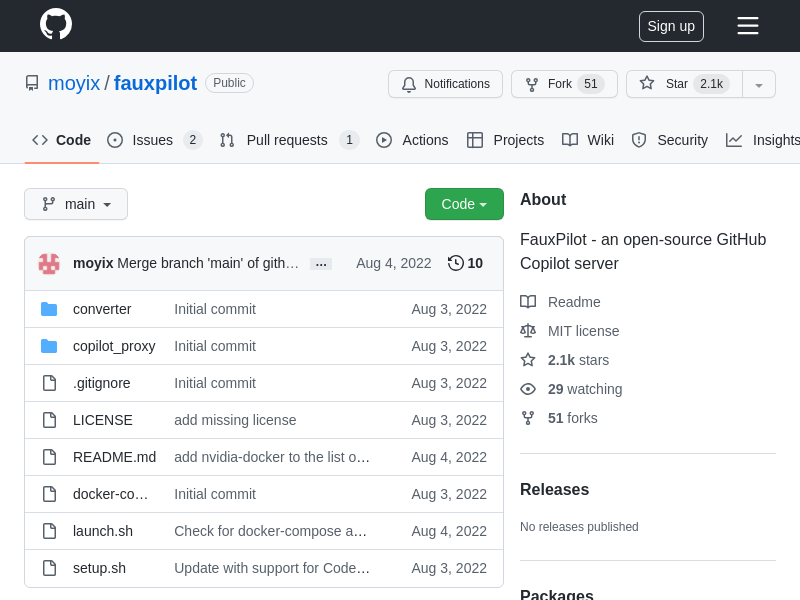 Sign up
moyix / fauxpilot Public
Notifications
Fork 51
Star 2.1k
Code
Issues 2
Pull requests 1
Actions
Projects
Wiki
Security
Insights
main
Code
moyix Merge branch 'main' of gith… ... Aug 4, 2022 10
converter Initial commit Aug 3, 2022
copilot_proxy Initial commit Aug 3, 2022
.gitignore Initial commit Aug 3, 2022
LICENSE add missing license Aug 3, 2022
README.md add nvidia-docker to the list o… Aug 4, 2022
docker-co… Initial commit Aug 3, 2022
launch.sh Check for docker-compose a… Aug 4, 2022
setup.sh Update with support for Code… Aug 3, 2022
About
FauxPilot - an open-source GitHub
Copilot server
Readme
MIT license
2.1k stars
29 watching
51 forks
Releases
No releases published
Packages